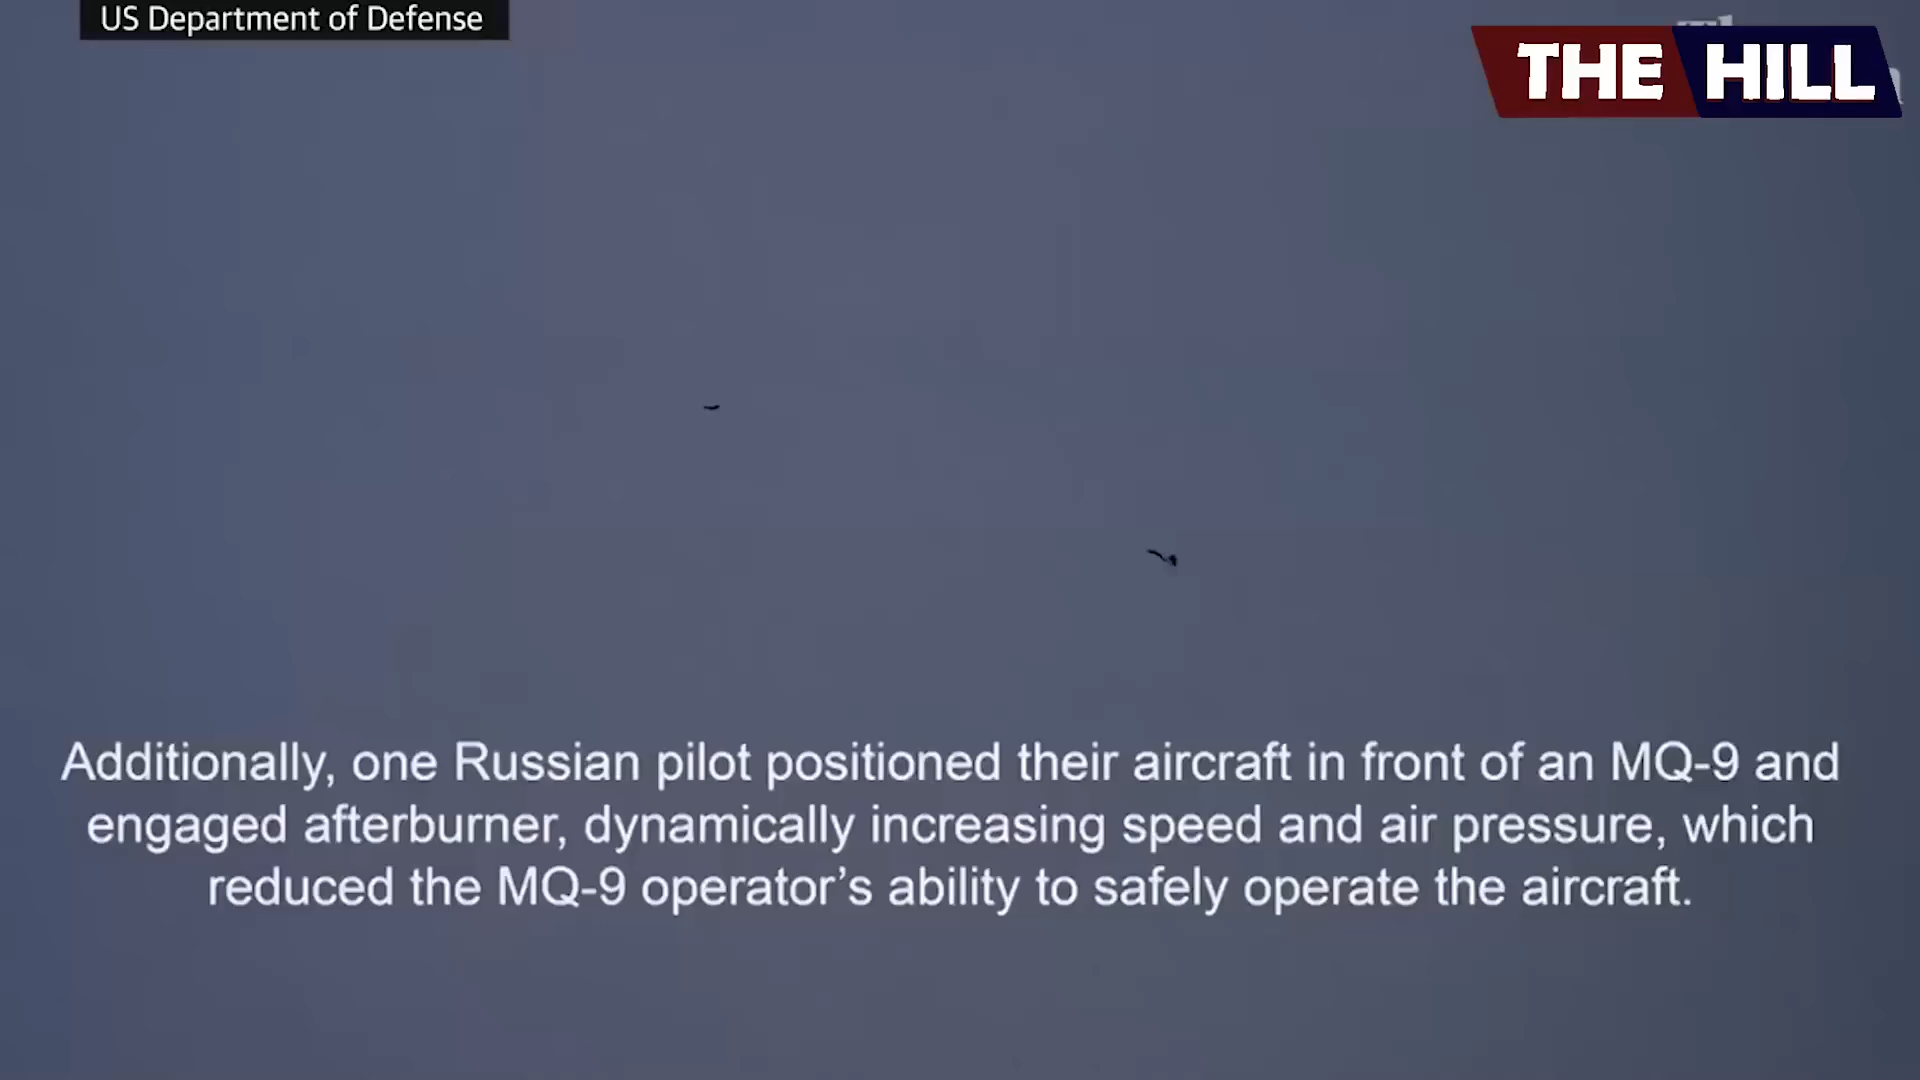 US Department of Defense
THE HILL
Additionally, one Russian pilot positioned their aircraft in front of an MQ-9 and
engaged afterburner, dynamically increasing speed and air pressure, which
reduced the MQ-9 operator’s ability to safely operate the aircraft.